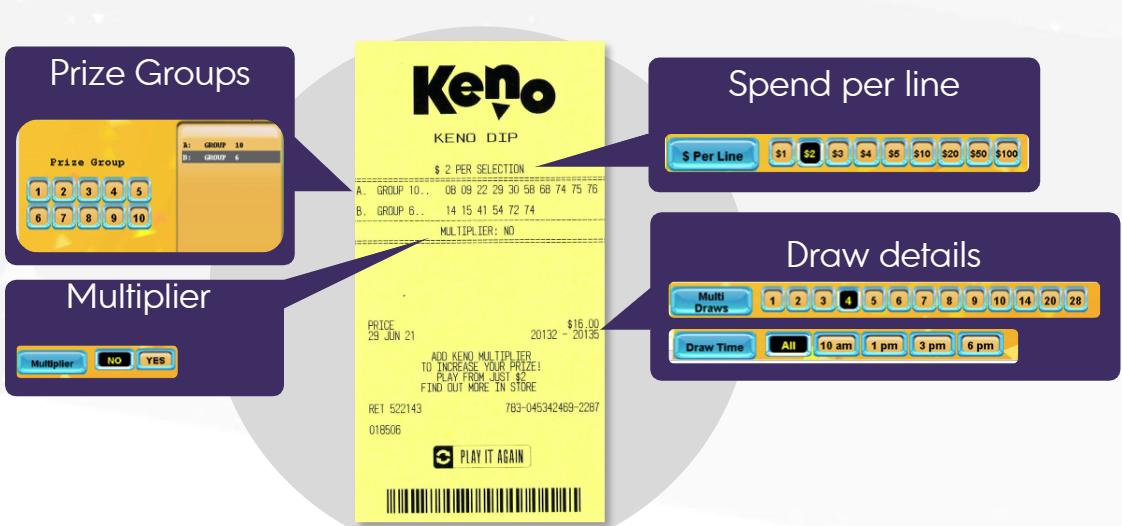 Prize Groups
Prize Group
1 2 3 4 5
6 7 8 9 10
A: GROUP 10
B: GROUP 6
Multiplier
Multiplier NO YES
Keno
KENO DIP
$ 2 PER SELECTION
A. GROUP 10.. 08 09 22 29 30 58 68 74 75 76
B. GROUP 6.. 14 15 41 54 72 74
MULTIPLIER: NO
PRICE $16.00
29 JUN 21 20132 - 20135
ADD KENO MULTIPLIER
TO INCREASE YOUR PRIZE!
PLAY FROM JUST $2
FIND OUT MORE IN STORE
RET 522143 783-045342469-2287
018506
PLAY IT AGAIN
Spend per line
$ Per Line $1 $2 $3 $4 $5 $10 $20 $50 $100
Draw details
Multi
Draws 1 2 3 4 5 6 7 8 9 10 14 20 28
Draw Time All 10 am 1 pm 3 pm 6 pm